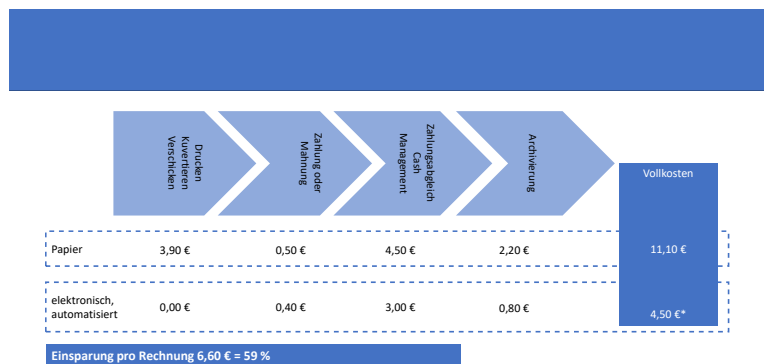 Drucken
Kuvertieren
Verschicken
Zahlung oder
Mahnung
Zahlungsabgleich
Cash
Management
Archivierung
Vollkosten
Papier 3,90 € 0,50 € 4,50 € 2,20 € 11,10 €
elektronisch,
automatisiert 0,00 € 0,40 € 3,00 € 0,80 € 4,50 €*
Einsparung pro Rechnung 6,60 € = 59 %